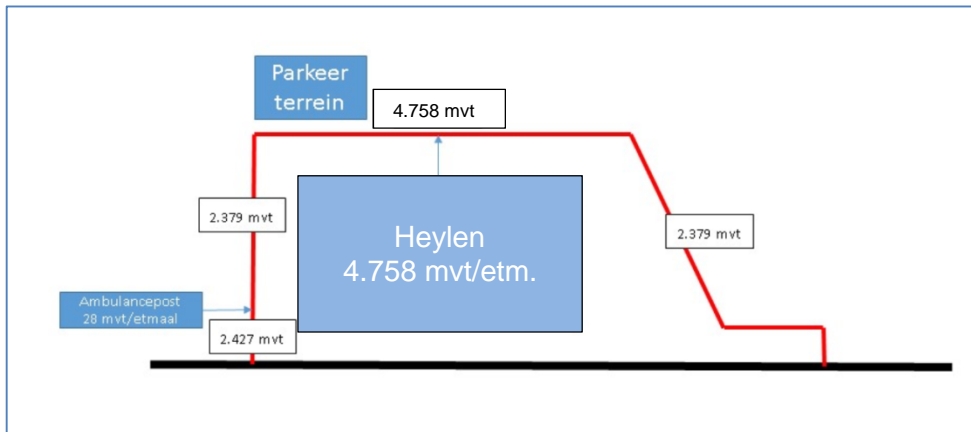 Parkeer
terrein
4.758 mvt
2.379 mvt
Heylen
4.758 mvt/etm.
2.379 mvt
Ambulancepost
28 mvt/etmaal
2.427 mvt